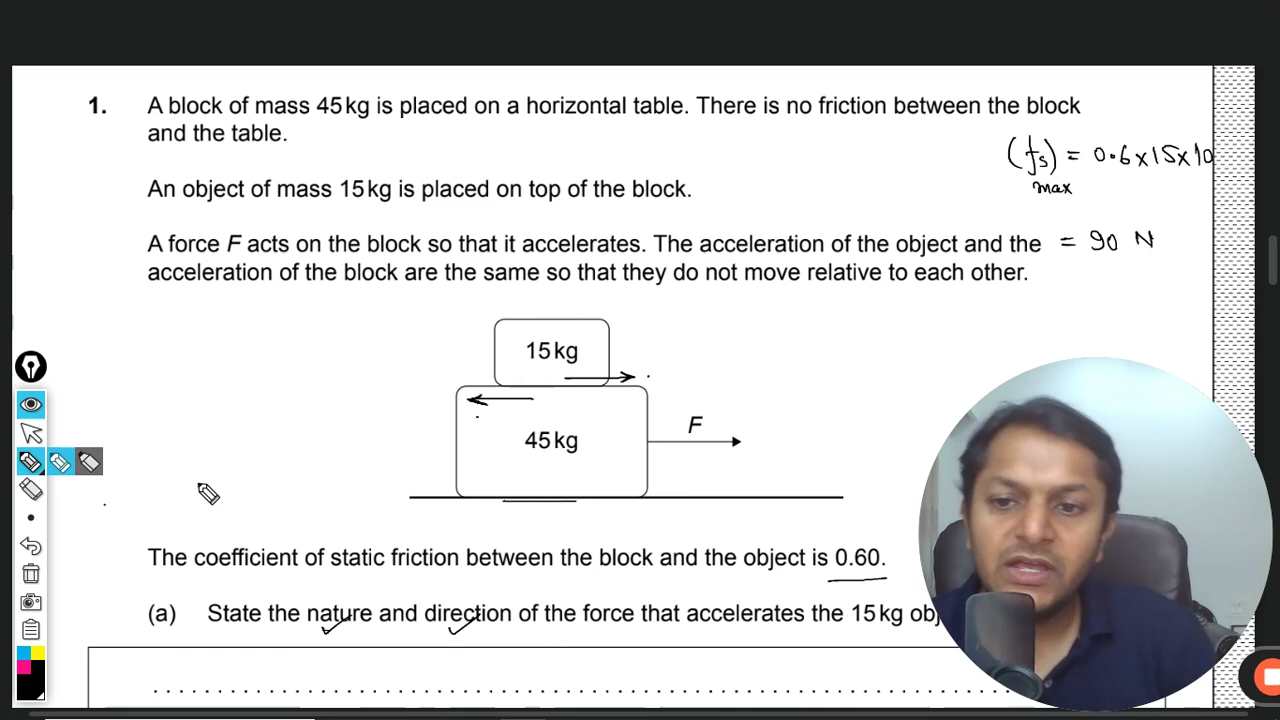 1. A block of mass 45 kg is placed on a horizontal table. There is no friction between the block
and the table.
(fs) = 0.6x15x10
max
An object of mass 15 kg is placed on top of the block.
A force F acts on the block so that it accelerates. The acceleration of the object and the
= 90 N
acceleration of the block are the same so that they do not move relative to each other.
15 kg
F
45 kg
The coefficient of static friction between the block and the object is 0.60.
(a) State the nature and direction of the force that accelerates the 15 kg obj